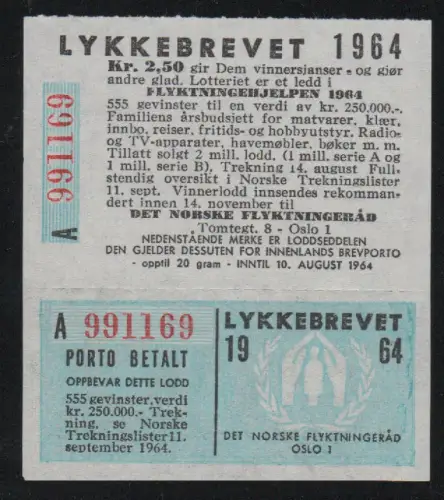 LYKKEBREVET 1964
Kr. 2,50 gir Dem vinnersjanser - og gjør
andre glad. Lotteriet er et ledd i
FLYKTNINGEHJELPEN 1964
555 gevinster til en verdi av kr. 250.000.-
Familiens årsbudsjett for matvarer, klær,
innbo, reiser, fritids- og hobbyutstyr. Radio-
og TV-apparater, havemøbler, bøker m. m.
Tillatt solgt 2 mill. lodd. (1 mill. serie A og
1 mill. serie B), Trekning 14. august Full-
stendig oversikt i Norske Trekningslister
11. sept. Vinnerlodd innsendes rekomman-
dert innen 14. november til
DET NORSKE FLYKTNINGERÅD
Tomtegt. 8 - Oslo 1
NEDENSTÅENDE MERKE ER LODDSEDDELEN
DEN GJELDER DESSUTEN FOR INNENLANDS BREVPORTO
- opptil 20 gram - INNTIL 10. AUGUST 1964
A 991169
A 991169
PORTO BETALT
OPPBEVAR DETTE LODD
555 gevinster, verdi
kr. 250.000.- Trek-
ning, se Norske
Trekningslister 11.
september 1964.
LYKKEBREVET
19 64
DET NORSKE FLYKTNINGERÅD
OSLO 1